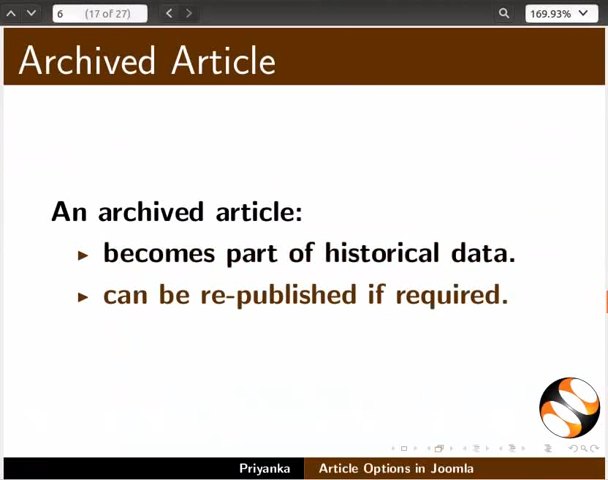 6 (17 of 27) 169.93%
Archived Article
An archived article:
becomes part of historical data.
can be re-published if required.
Priyanka Article Options in Joomla